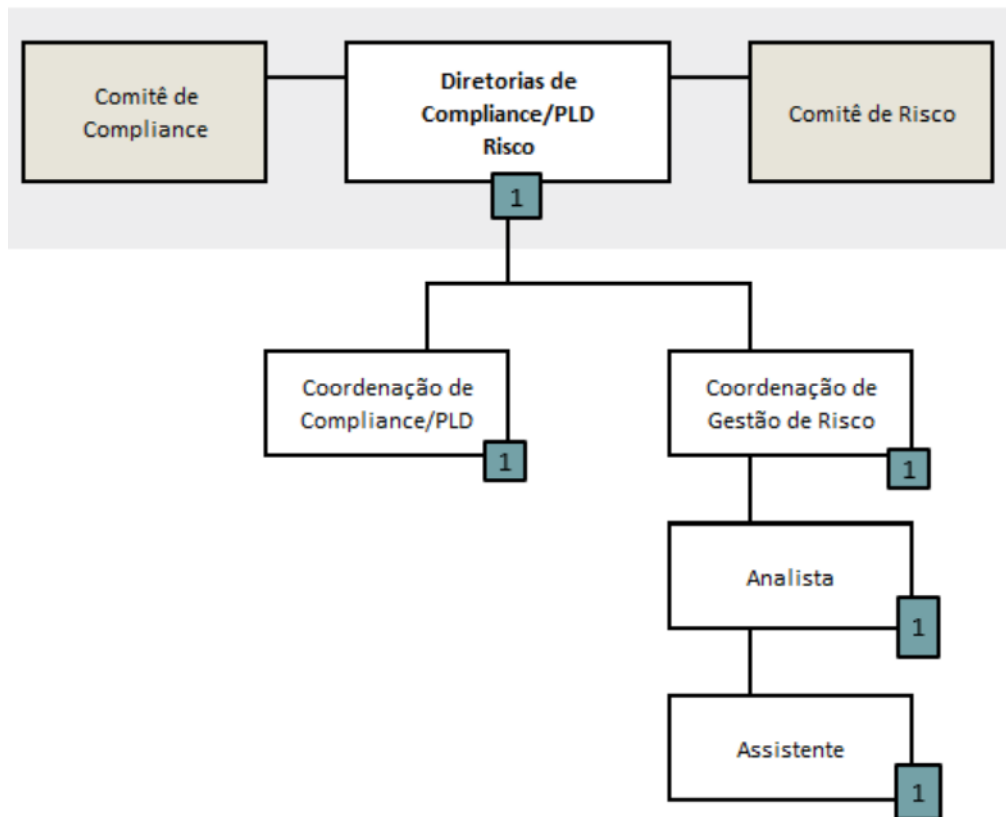 Comitê de
Compliance
Diretorias de
Compliance/PLD
Risco
Comitê de Risco
1
Coordenação de
Compliance/PLD
1
Coordenação de
Gestão de Risco
1
Analista
1
Assistente
1